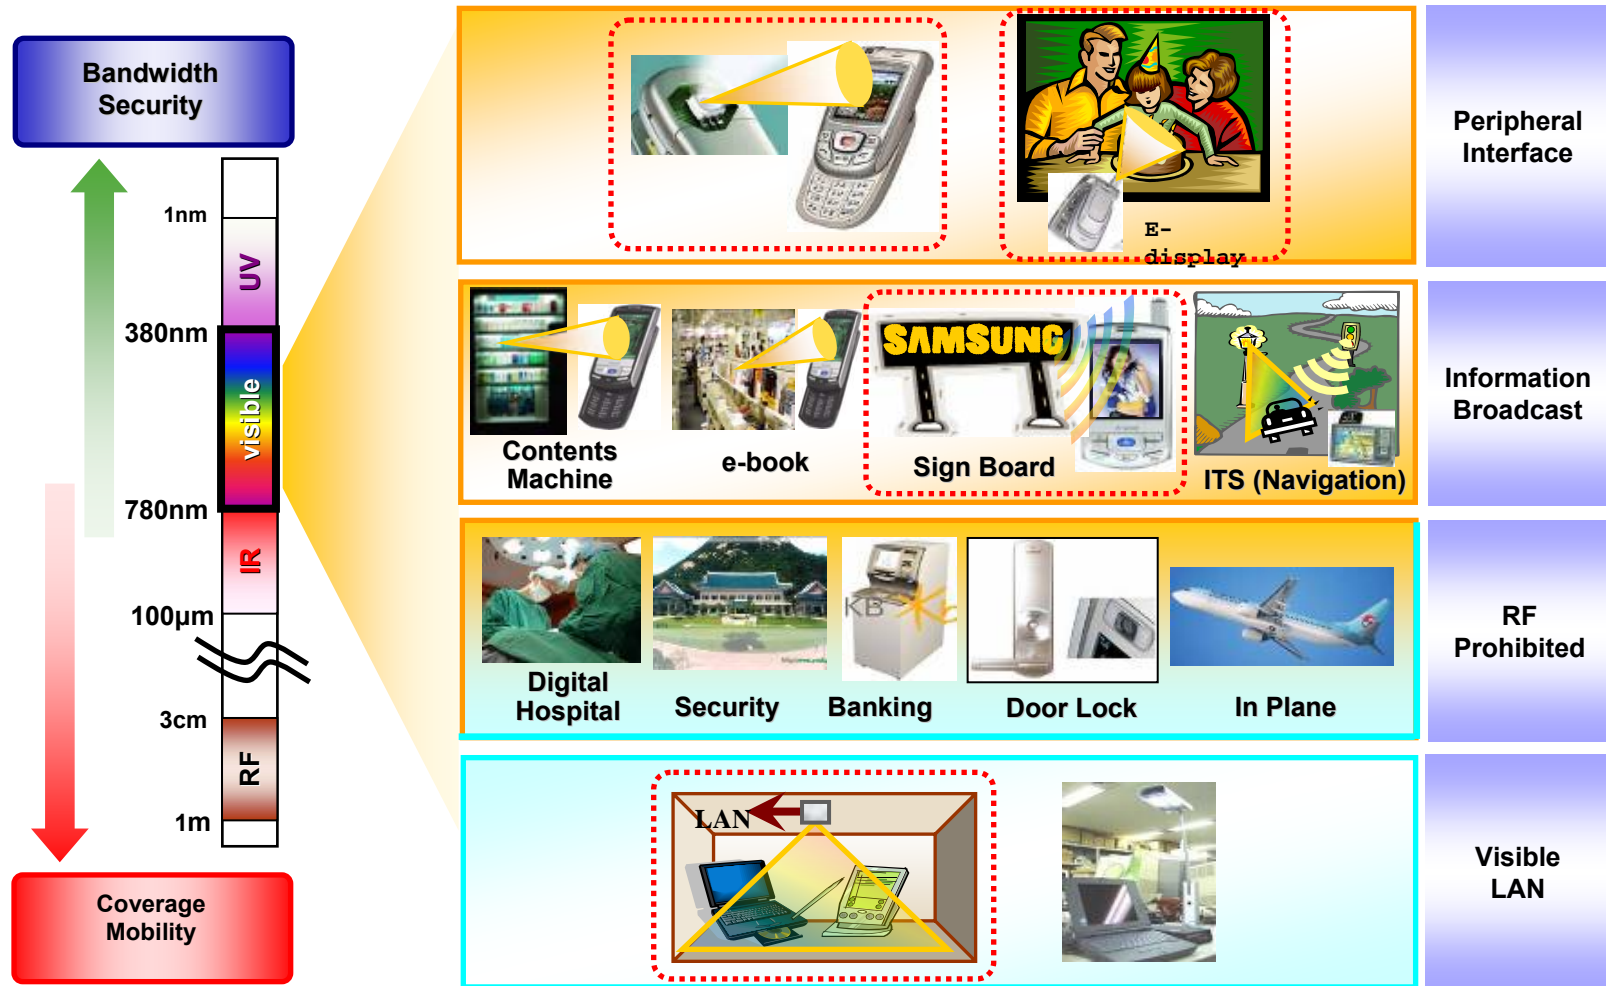 Bandwidth
Security
1nm
UV
380nm
visible
780nm
IR
100µm
3cm
RF
1m
Coverage
Mobility
E-
display
Peripheral
Interface
SAMSUNG
Contents
Machine
e-book
Sign Board
ITS (Navigation)
Information
Broadcast
KB
Digital
Hospital
Security
Banking
Door Lock
In Plane
RF
Prohibited
LAN
Visible
LAN